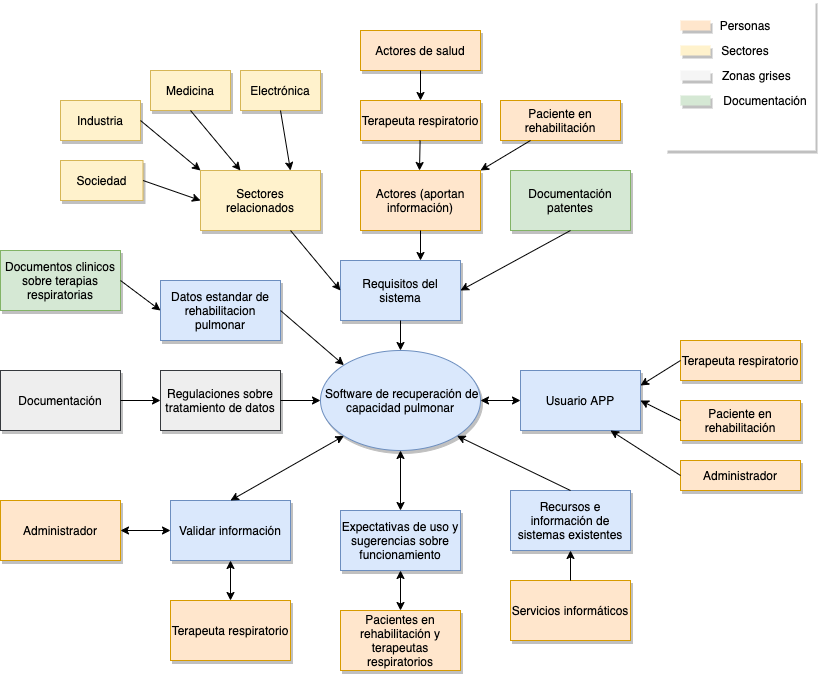 Personas
Sectores
Zonas grises
Documentación
Actores de salud
Medicina
Electrónica
Industria
Terapeuta respiratorio
Paciente en
rehabilitación
Sociedad
Sectores
relacionados
Actores (aportan
información)
Documentación
patentes
Documentos clinicos
sobre terapias
respiratorias
Datos estandar de
rehabilitacion
pulmonar
Requisitos del
sistema
Documentación
Regulaciones sobre
tratamiento de datos
Software de recuperación de
capacidad pulmonar
Usuario APP
Terapeuta respiratorio
Paciente en
rehabilitación
Administrador
Administrador
Validar información
Expectativas de uso y
sugerencias sobre
funcionamiento
Recursos e
información de
sistemas existentes
Terapeuta respiratorio
Pacientes en
rehabilitación y
terapeutas
respiratorios
Servicios informáticos